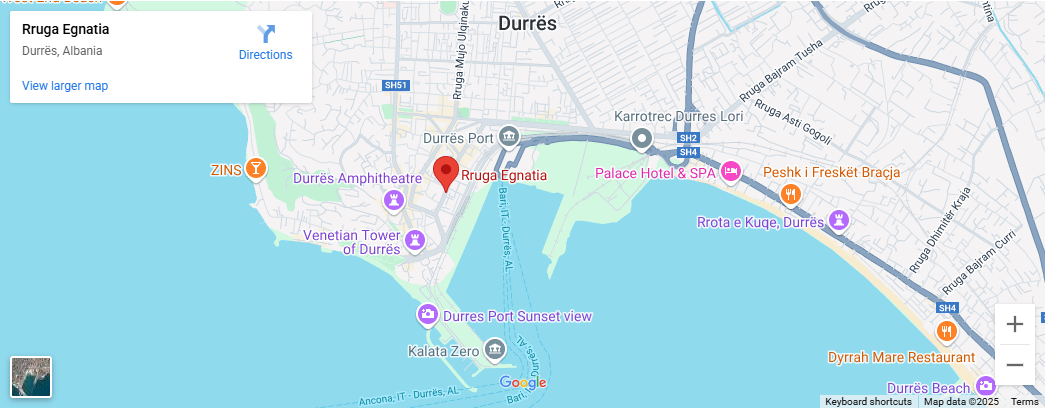 Rruga Egnatia
Durrës, Albania
Directions
View larger map
Durrës
Rruga Mujo Ulqinaku
SH51
Rruga Bajram Tusha
Rruga Asti Gogoli
Karrotrec Durres Lori
SH2
SH4
Durrës Port
ZINS
Durrës Amphitheatre
Rruga Egnatia
Palace Hotel & SPA
Peshk i Freskët Braçja
Rrota e Kuqe, Durrës
Venetian Tower
of Durrës
Bari, IT - Durrës, AL
Rruga Dhimitër Kraja
Rruga Bajram Curri
SH4
Durres Port Sunset view
Kalata Zero
Dyrrah Mare Restaurant
Durrës Beach
Durrës, AL
Bari, IT
Ancona, IT - Durrës, AL
Google
Keyboard shortcuts
Map data ©2025
Terms